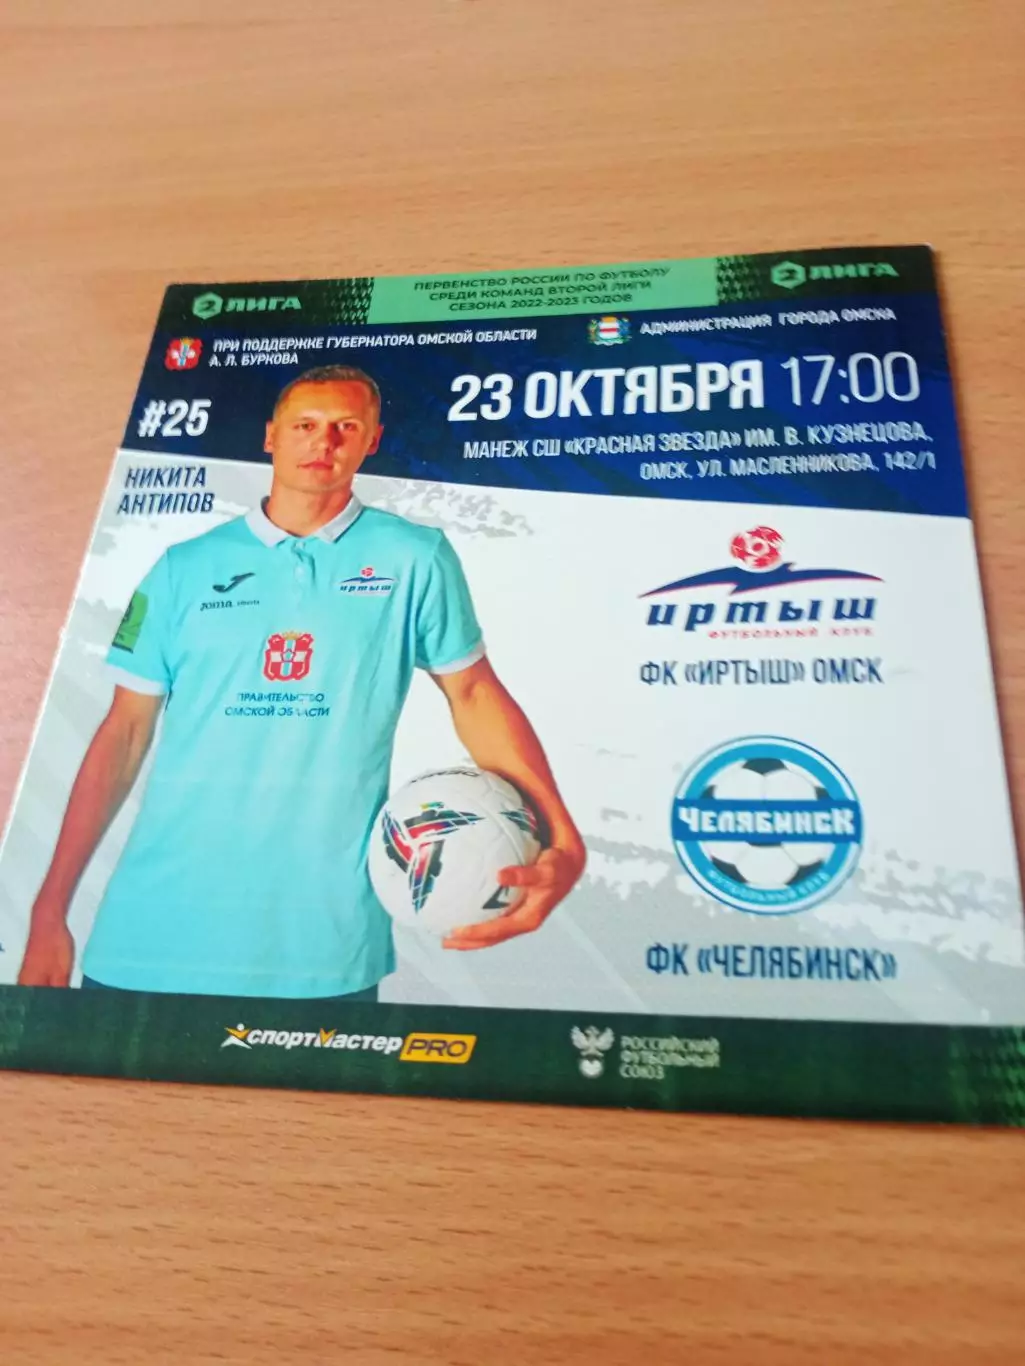 2 ЛИГА
ПЕРВЕНСТВО РОССИИ ПО ФУТБОЛУ
СРЕДИ КОМАНД ВТОРОЙ ЛИГИ
СЕЗОНА 2022-2023 ГОДОВ
2 ЛИГА
ПРИ ПОДДЕРЖКЕ ГУБЕРНАТОРА ОМСКОЙ ОБЛАСТИ
А. Л. БУРКОВА
АДМИНИСТРАЦИЯ ГОРОДА ОМСКА
23 ОКТЯБРЯ 17:00
МАНЕЖ СШ «КРАСНАЯ ЗВЕЗДА» ИМ. В. КУЗНЕЦОВА,
ОМСК, УЛ. МАСЛЕННИКОВА, 142/1
#25
НИКИТА
АНТИПОВ
Joma
ИРТЫШ
ПРАВИТЕЛЬСТВО
ОМСКОЙ ОБЛАСТИ
DEMENIX
ИРТЫШ
ФУТБОЛЬНЫЙ КЛУБ
ФК «ИРТЫШ» ОМСК
ЧЕЛЯБИНСК
ФУТБОЛЬНЫЙ КЛУБ
ФК «ЧЕЛЯБИНСК»
СПОРТМАСТЕР PRO
РОССИЙСКИЙ
ФУТБОЛЬНЫЙ
СОЮЗ